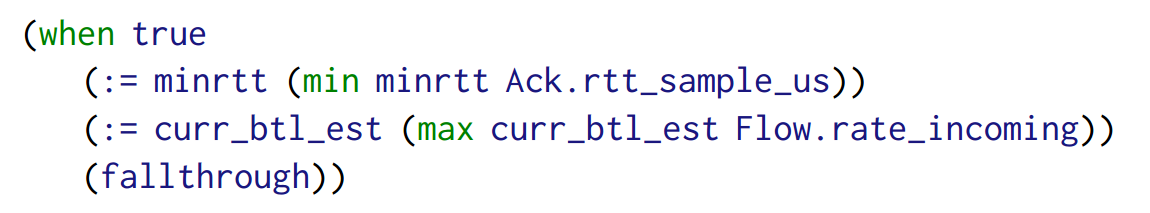 (when true
(:= minrtt (min minrtt Ack.rtt_sample_us))
(:= curr_btl_est (max curr_btl_est Flow.rate_incoming))
(fallthrough))